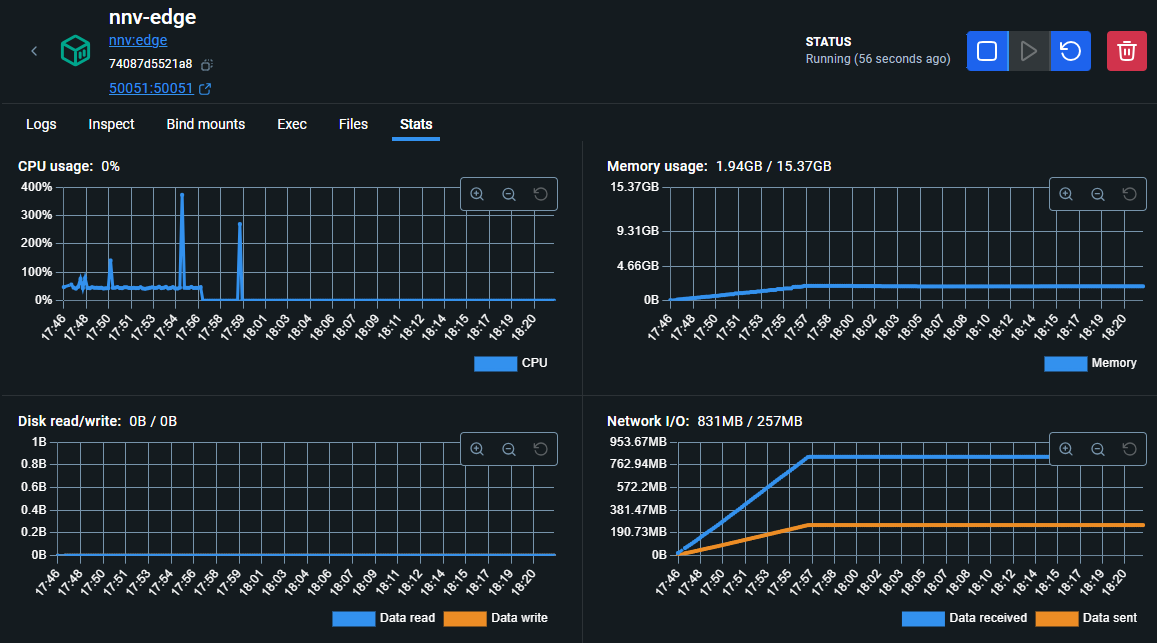 nnv-edge
nnv:edge
74087d5521a8
50051:50051
STATUS
Running (56 seconds ago)
Logs Inspect Bind mounts Exec Files Stats
CPU usage: 0%
400%
300%
200%
100%
0%
17:46 17:48 17:50 17:51 17:53 17:54 17:56 17:58 17:59 18:01 18:03 18:04 18:06 18:07 18:09 18:11 18:12 18:14 18:15 18:17 18:19 18:20
CPU
Memory usage: 1.94GB / 15.37GB
15.37GB
9.31GB
4.66GB
0B
17:46 17:48 17:50 17:51 17:53 17:55 17:57 17:58 18:00 18:02 18:03 18:05 18:07 18:08 18:10 18:12 18:14 18:15 18:17 18:19 18:20
Memory
Disk read/write: 0B / 0B
1B
0.8B
0.6B
0.4B
0.2B
0B
17:46 17:48 17:50 17:51 17:53 17:54 17:56 17:58 17:59 18:01 18:03 18:04 18:06 18:07 18:09 18:11 18:12 18:14 18:15 18:17 18:19 18:20
Data read Data write
Network I/O: 831MB / 257MB
953.67MB
762.94MB
572.2MB
381.47MB
190.73MB
0B
17:46 17:48 17:50 17:51 17:53 17:55 17:56 17:58 18:00 18:02 18:03 18:05 18:07 18:08 18:10 18:12 18:14 18:15 18:17 18:19 18:20
Data received Data sent